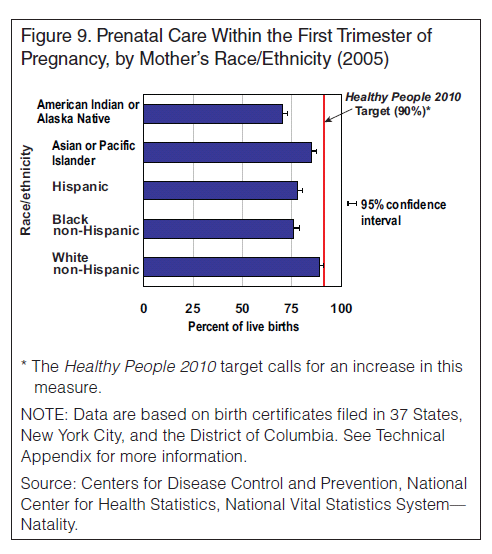 Figure 9. Prenatal Care Within the First Trimester of
Pregnancy, by Mother's Race/Ethnicity (2005)
Healthy People 2010
Target (90%)*
Race/ethnicity
American Indian or
Alaska Native
Asian or Pacific
Islander
Hispanic
Black
non-Hispanic
White
non-Hispanic
95% confidence
interval
0 25 50 75 100
Percent of live births
* The Healthy People 2010 target calls for an increase in this
measure.
NOTE: Data are based on birth certificates filed in 37 States,
New York City, and the District of Columbia. See Technical
Appendix for more information.
Source: Centers for Disease Control and Prevention, National
Center for Health Statistics, National Vital Statistics System—
Natality.